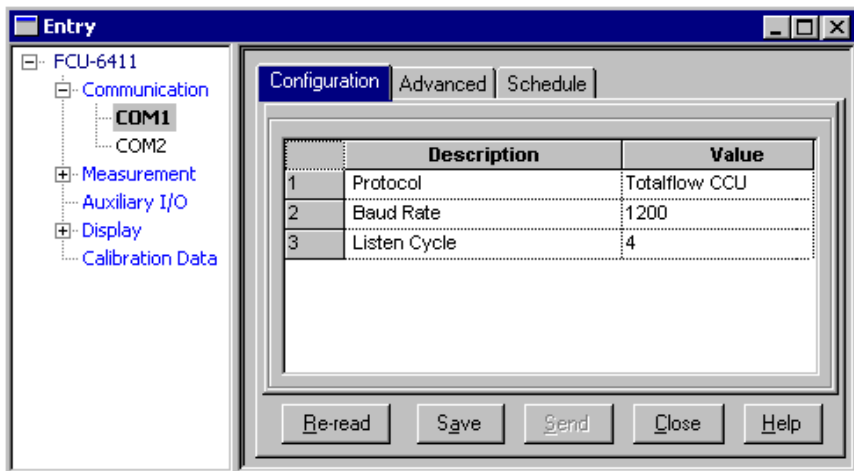 Entry
FCU-6411
Communication
COM1
COM2
Measurement
Auxiliary I/O
Display
Calibration Data
Configuration Advanced Schedule
Description Value
1 Protocol Totalflow CCU
2 Baud Rate 1200
3 Listen Cycle 4
Re-read Save Send Close Help